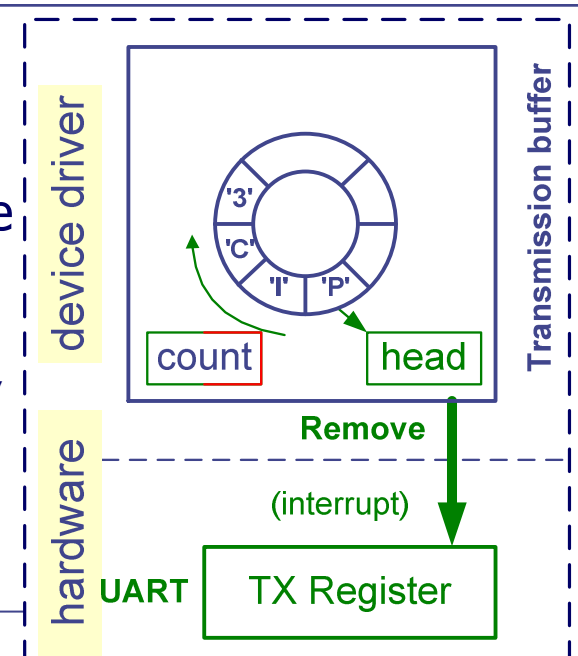 device driver
Transmission buffer
e
'3'
'C'
'I'
'P'
count
head
Remove
hardware
(interrupt)
UART
TX Register